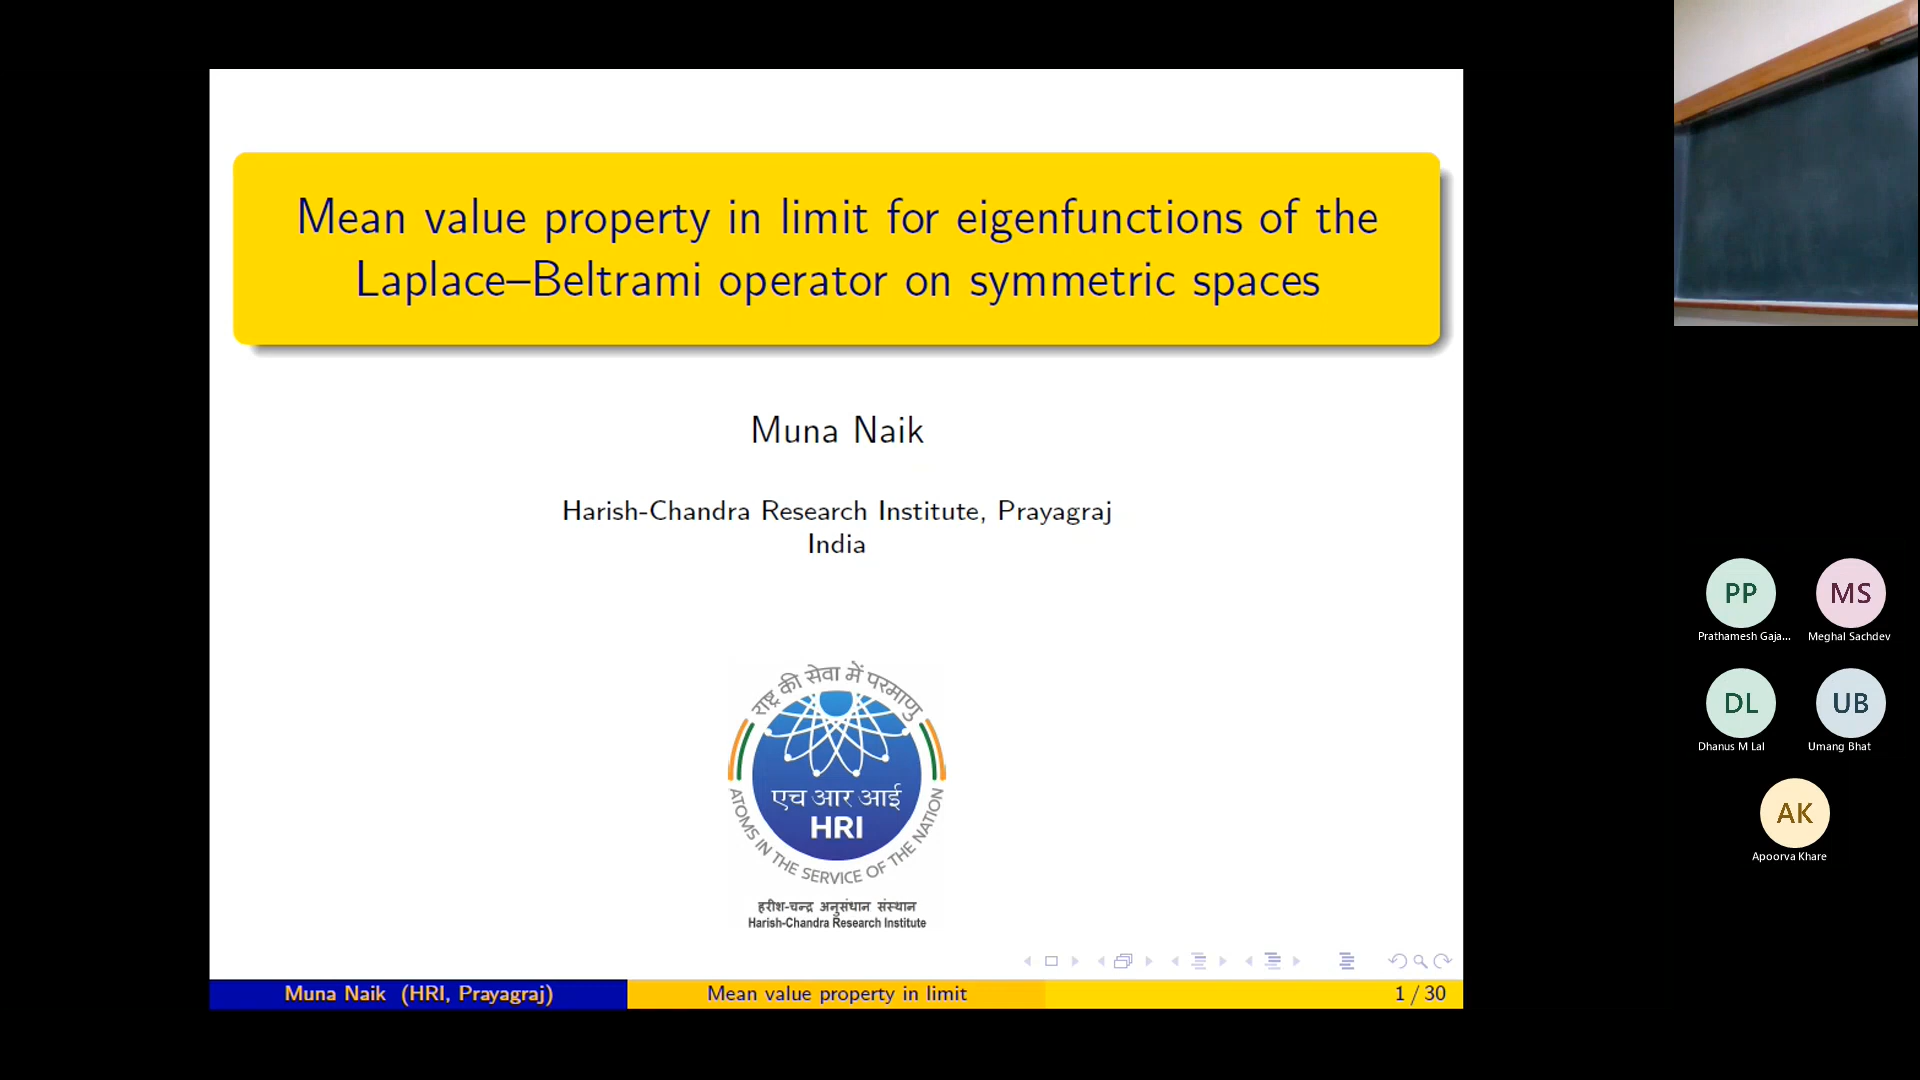 Mean value property in limit for eigenfunctions of the
Laplace–Beltrami operator on symmetric spaces
Muna Naik
Harish-Chandra Research Institute, Prayagraj
India
राष्ट्र की सेवा में परमाणु
एच आर आई
HRI
ATOMS IN THE SERVICE OF THE NATION
हरीश-चन्द्र अनुसंधान संस्थान
Harish-Chandra Research Institute
Muna Naik (HRI, Prayagraj)
Mean value property in limit
1 / 30
PP
MS
Prathamesh Gaja...
Meghal Sachdev
DL
UB
Dhanus M Lal
Umang Bhat
AK
Apoorva Khare